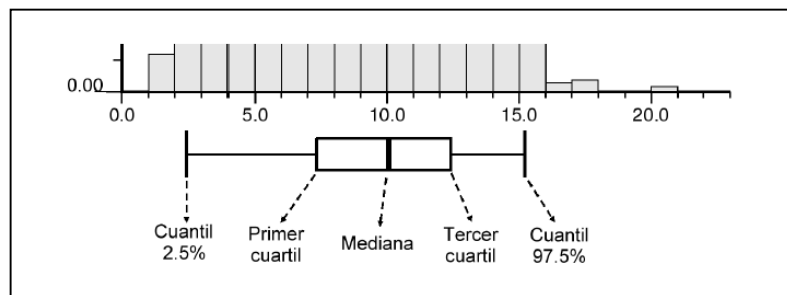 0.00
0.0 5.0 10.0 15.0 20.0
Cuantil Primer Mediana Tercer Cuantil
2.5% cuartil cuartil 97.5%